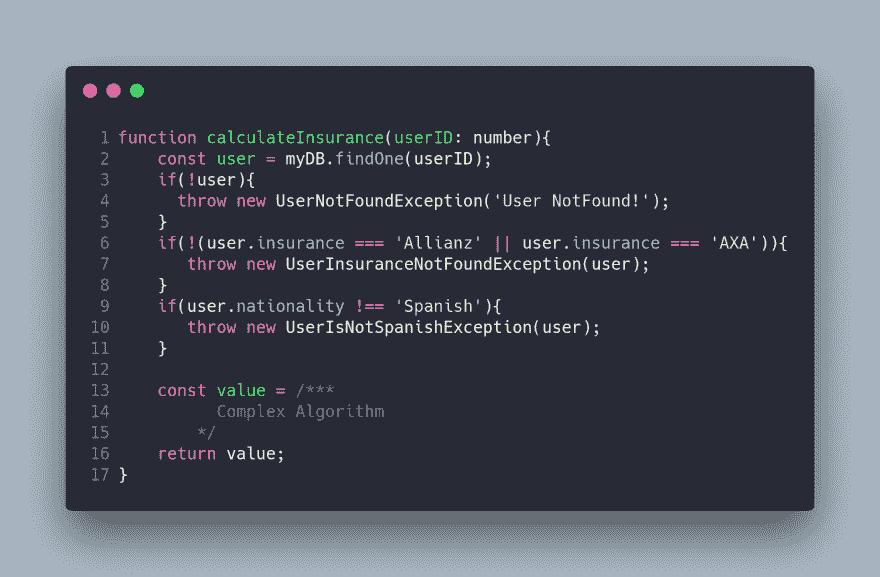 1 function calculateInsurance(userID: number){
2     const user = myDB.findOne(userID);
3     if(!user){
4       throw new UserNotFoundException('User NotFound!');
5     }
6     if(!(user.insurance === 'Allianz' || user.insurance === 'AXA')){
7        throw new UserInsuranceNotFoundException(user);
8     }
9     if(user.nationality !== 'Spanish'){
10        throw new UserIsNotSpanishException(user);
11     }
12
13     const value = /***
14           Complex Algorithm
15         */
16     return value;
17 }